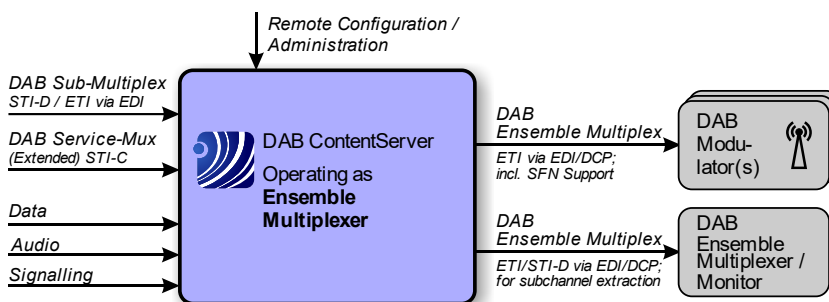 Remote Configuration /
Administration
DAB Sub-Multiplex
STI-D / ETI via EDI
DAB Service-Mux
(Extended) STI-C
Data
Audio
Signalling
DAB ContentServer
Operating as
Ensemble
Multiplexer
DAB
Ensemble Multiplex
ETI via EDI/DCP;
incl. SFN Support
DAB
Ensemble Multiplex
ETI/STI-D via EDI/DCP;
for subchannel extraction
DAB
Modu-
lator(s)
DAB
Ensemble
Multiplexer /
Monitor